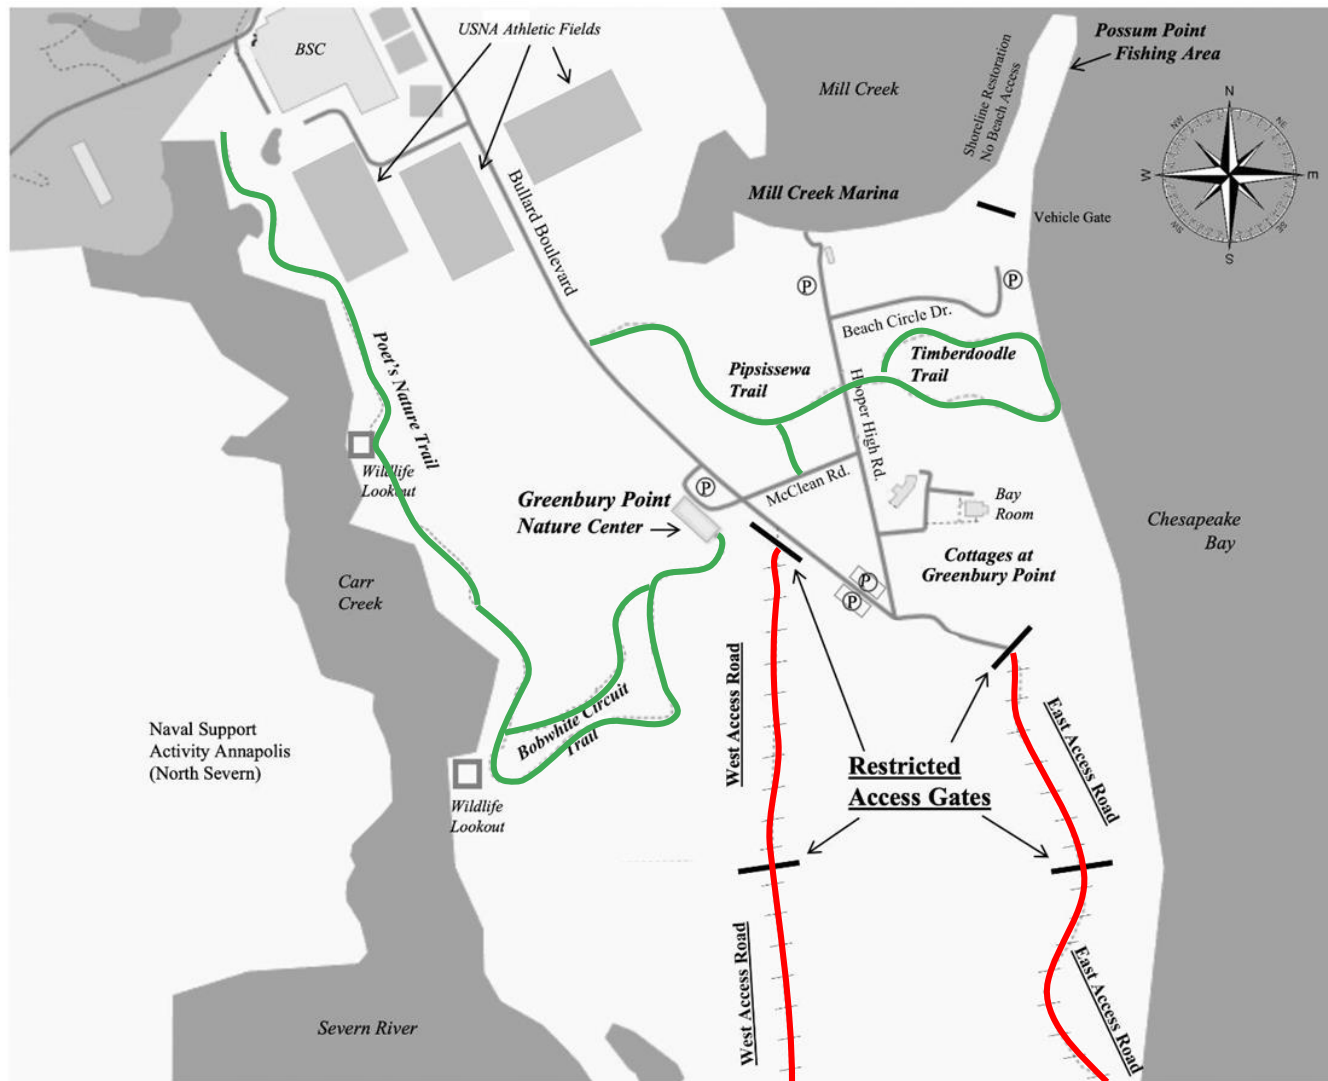 BSC
USNA Athletic Fields
Possum Point
Fishing Area
Mill Creek
Shoreline Restoration
No Beach Access
N
NE
E
SE
S
SW
W
NW
Mill Creek Marina
Vehicle Gate
Bullard Boulevard
P
P
Beach Circle Dr.
Poet's Nature Trail
Pipsissewa
Trail
Timberdoodle
Trail
Hooper High Rd.
Wildlife
Lookout
McClean Rd.
P
Greenbury Point
Nature Center
Bay
Room
Chesapeake
Bay
Cottages at
Greenbury Point
P
P
Carr
Creek
West Access Road
East Access Road
Bobwhite Circuit
Trail
Naval Support
Activity Annapolis
(North Severn)
Restricted
Access Gates
Wildlife
Lookout
West Access Road
East Access Road
Severn River